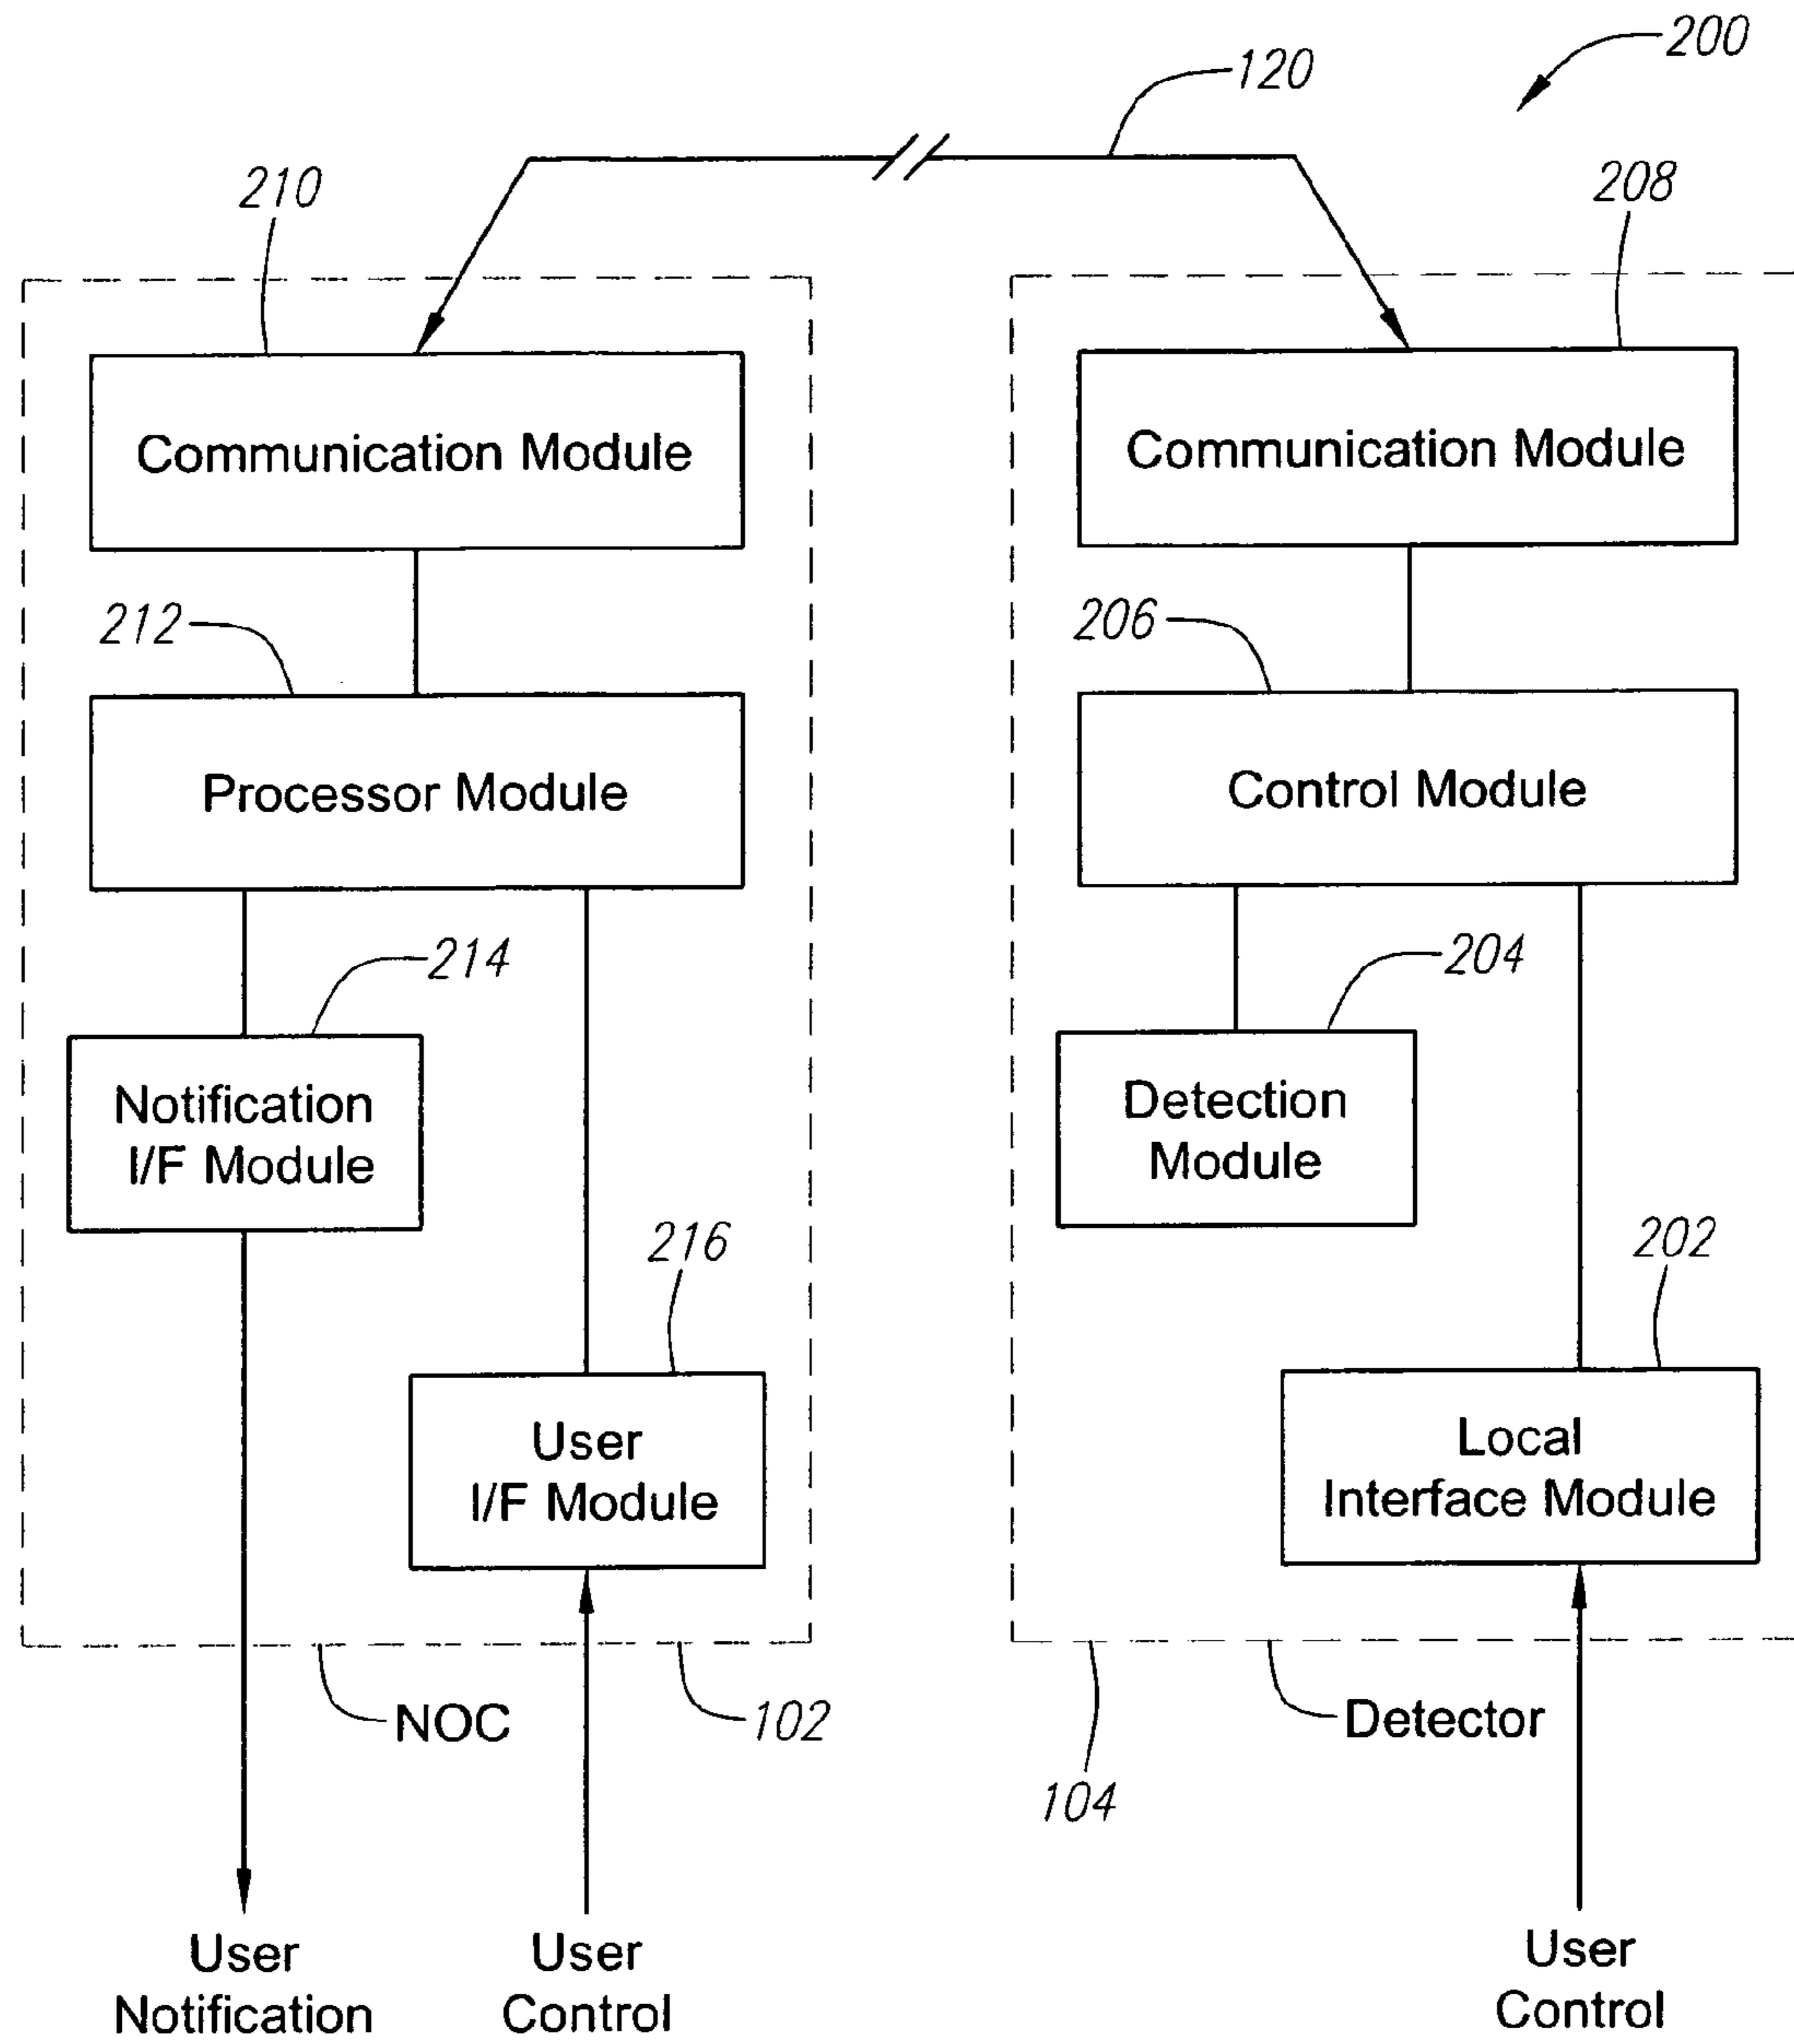 200
120
210
208
Communication Module
Communication Module
212
206
Processor Module
Control Module
214
204
Notification
I/F Module
Detection
Module
216
202
User
I/F Module
Local
Interface Module
NOC
102
Detector
104
User
Notification
User
Control
User
Control